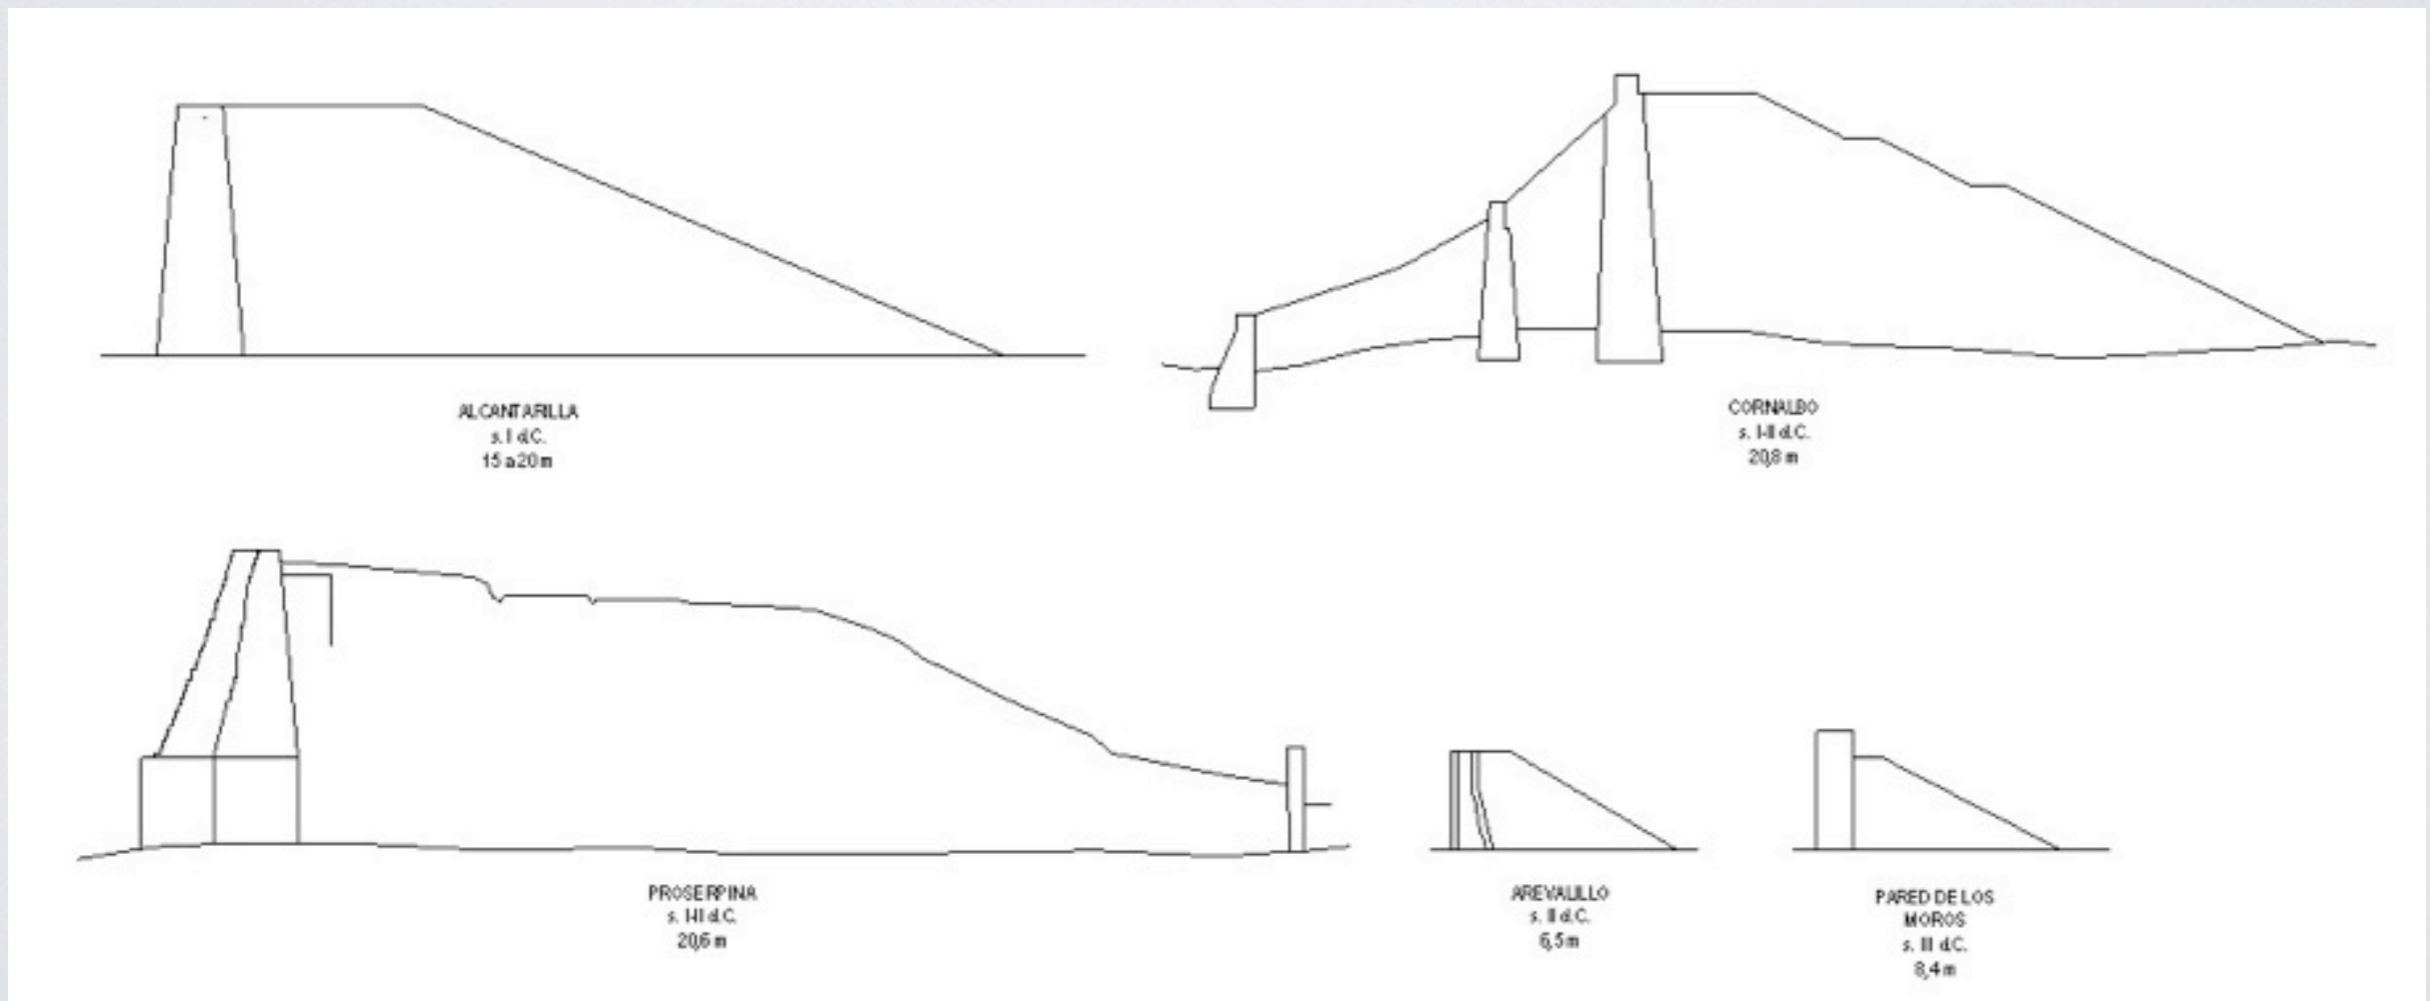 ALCANTARILLA
s. I d.C.
15 a 20 m
CORNALBO
s. I-II d.C.
20,8 m
PROSERPINA
s. I-II d.C.
20,6 m
AREVALILLO
s. II d.C.
6,5 m
PARED DE LOS
MOROS
s. III d.C.
8,4 m